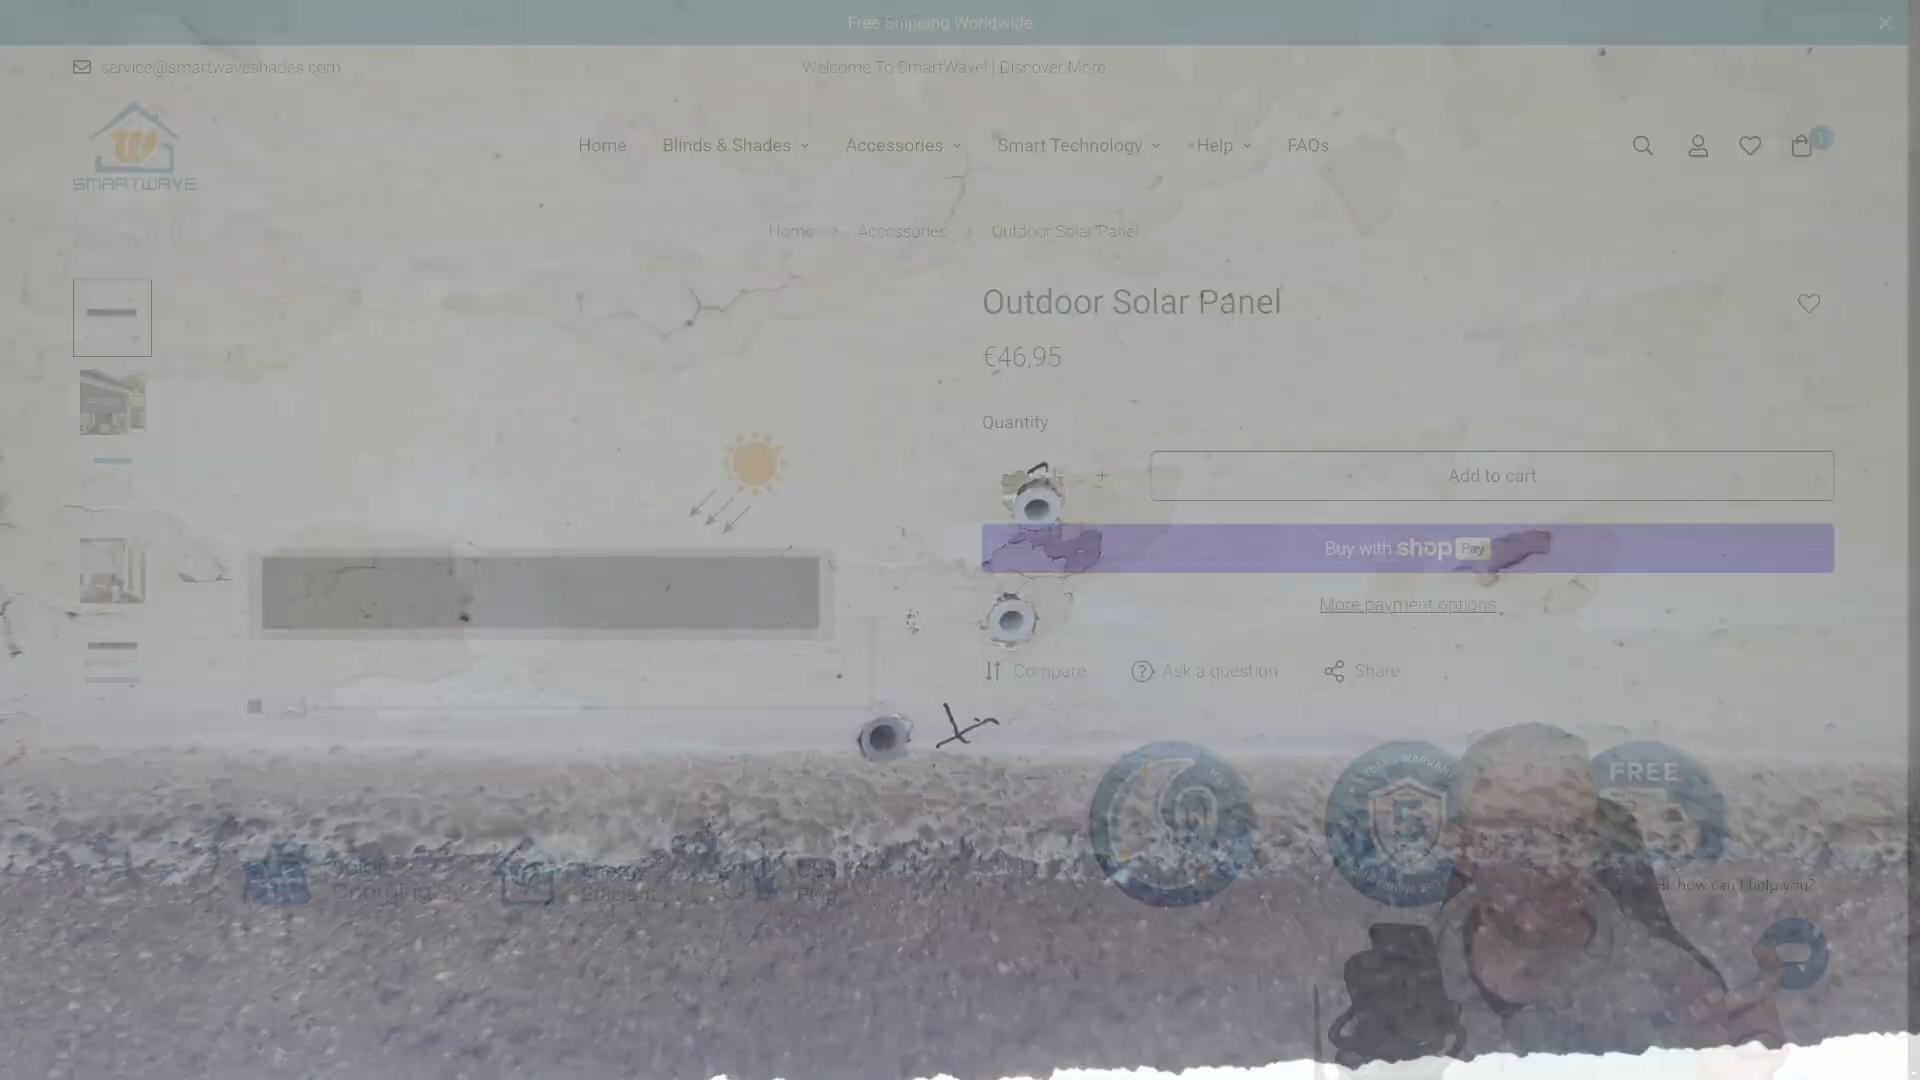 Free Shipping Worldwide
service@smartwaveshades.com
Welcome To SmartWave! | Discover More
SMARTWAVE
Home
Blinds & Shades
Accessories
Smart Technology
Help
FAQs
1
Home > Accessories > Outdoor Solar Panel
Outdoor Solar Panel
€46,95
Quantity
+
Add to cart
Buy with shop Pay
More payment options
Compare
Ask a question
Share
FREE
Hi, how can I help you?